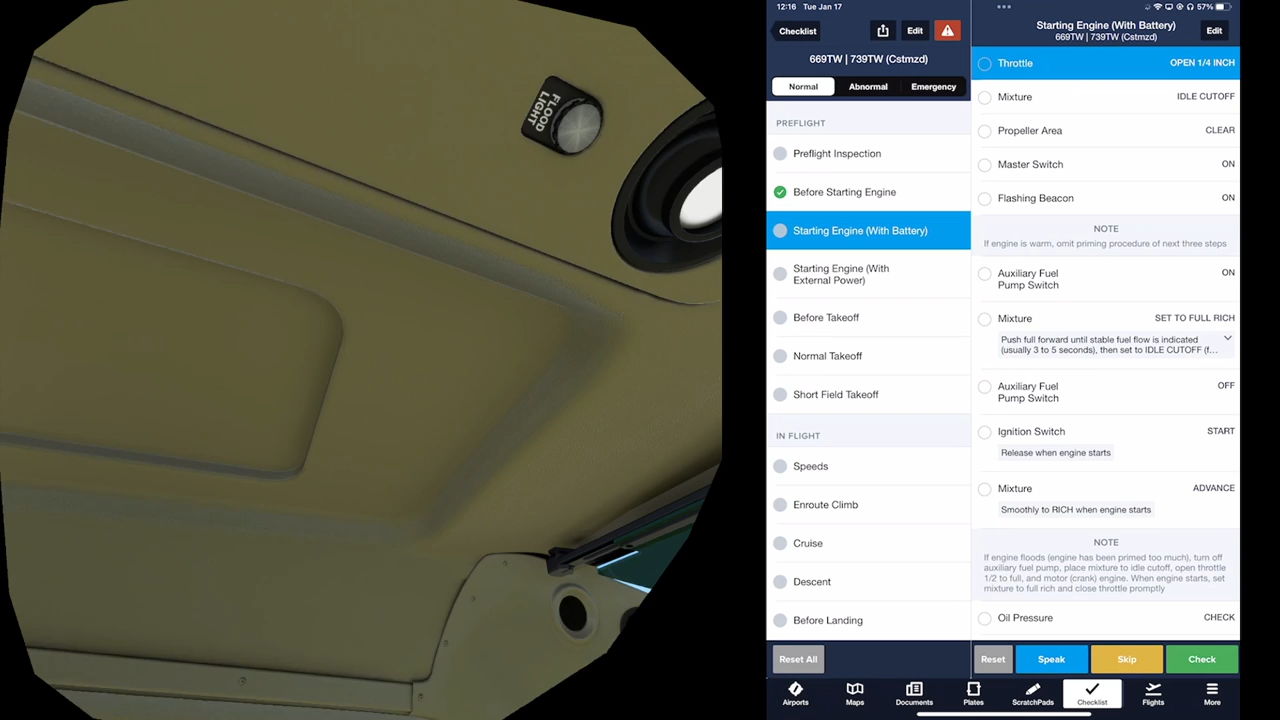 FLOOD
LIGHT
12:16 Tue Jan 17
57%
Checklist
Edit
669TW | 739TW (Cstmzd)
Normal
Abnormal
Emergency
PREFLIGHT
Preflight Inspection
Before Starting Engine
Starting Engine (With Battery)
Starting Engine (With
External Power)
Before Takeoff
Normal Takeoff
Short Field Takeoff
IN FLIGHT
Speeds
Enroute Climb
Cruise
Descent
Before Landing
Reset All
Starting Engine (With Battery)
669TW | 739TW (Cstmzd)
Edit
Throttle OPEN 1/4 INCH
Mixture IDLE CUTOFF
Propeller Area CLEAR
Master Switch ON
Flashing Beacon ON
NOTE
If engine is warm, omit priming procedure of next three steps
Auxiliary Fuel
Pump Switch ON
Mixture SET TO FULL RICH
Push full forward until stable fuel flow is indicated
(usually 3 to 5 seconds), then set to IDLE CUTOFF (f...
Auxiliary Fuel
Pump Switch OFF
Ignition Switch START
Release when engine starts
Mixture ADVANCE
Smoothly to RICH when engine starts
NOTE
If engine floods (engine has been primed too much), turn off
auxiliary fuel pump, place mixture to idle cutoff, open throttle
1/2 to full, and motor (crank) engine. When engine starts, set
mixture to full rich and close throttle promptly
Oil Pressure CHECK
Reset
Speak
Skip
Check
Airports
Maps
Documents
Plates
ScratchPads
Checklist
Flights
More